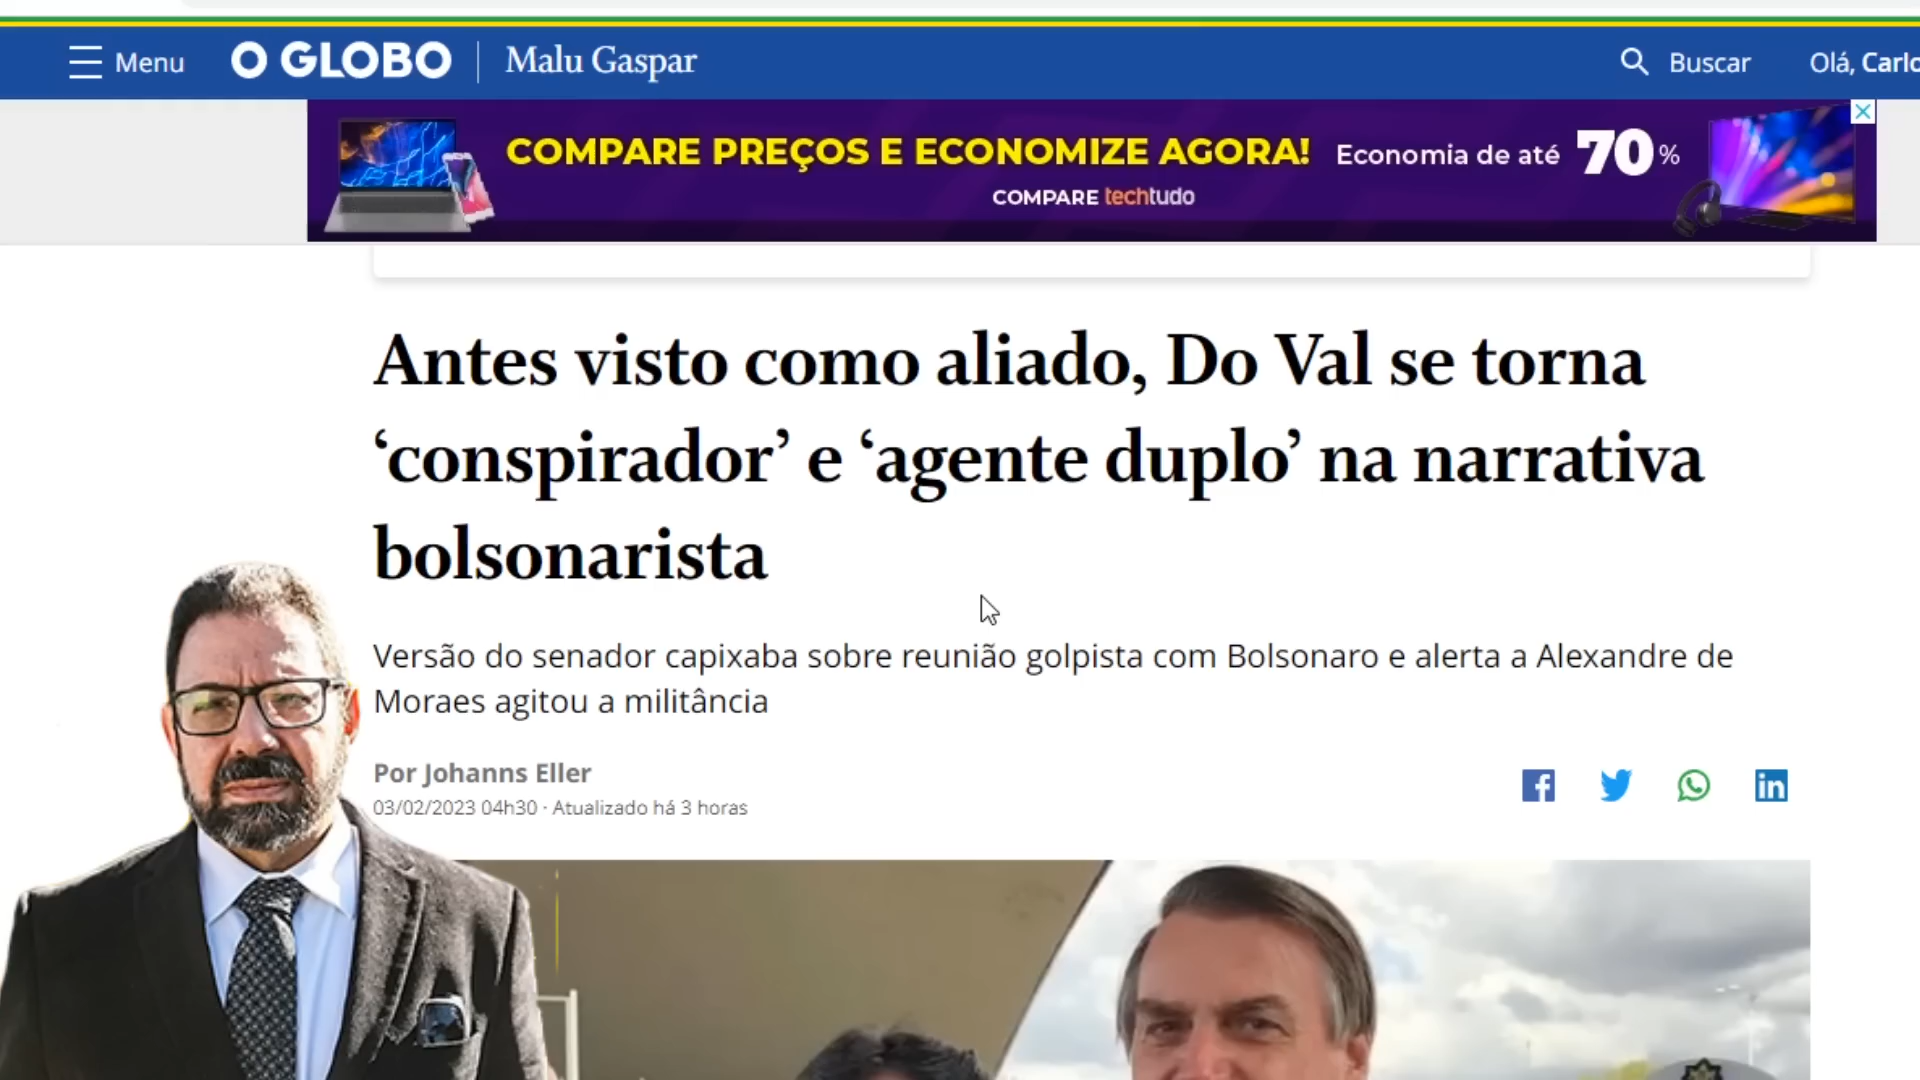 Menu
O GLOBO
Malu Gaspar
Buscar
Olá, Carlo
COMPARE PREÇOS E ECONOMIZE AGORA!
Economia de até 70%
COMPARE techtudo
Antes visto como aliado, Do Val se torna
‘conspirador’ e ‘agente duplo’ na narrativa
bolsonarista
Versão do senador capixaba sobre reunião golpista com Bolsonaro e alerta a Alexandre de
Moraes agitou a militância
Por Johanns Eller
03/02/2023 04h30 · Atualizado há 3 horas